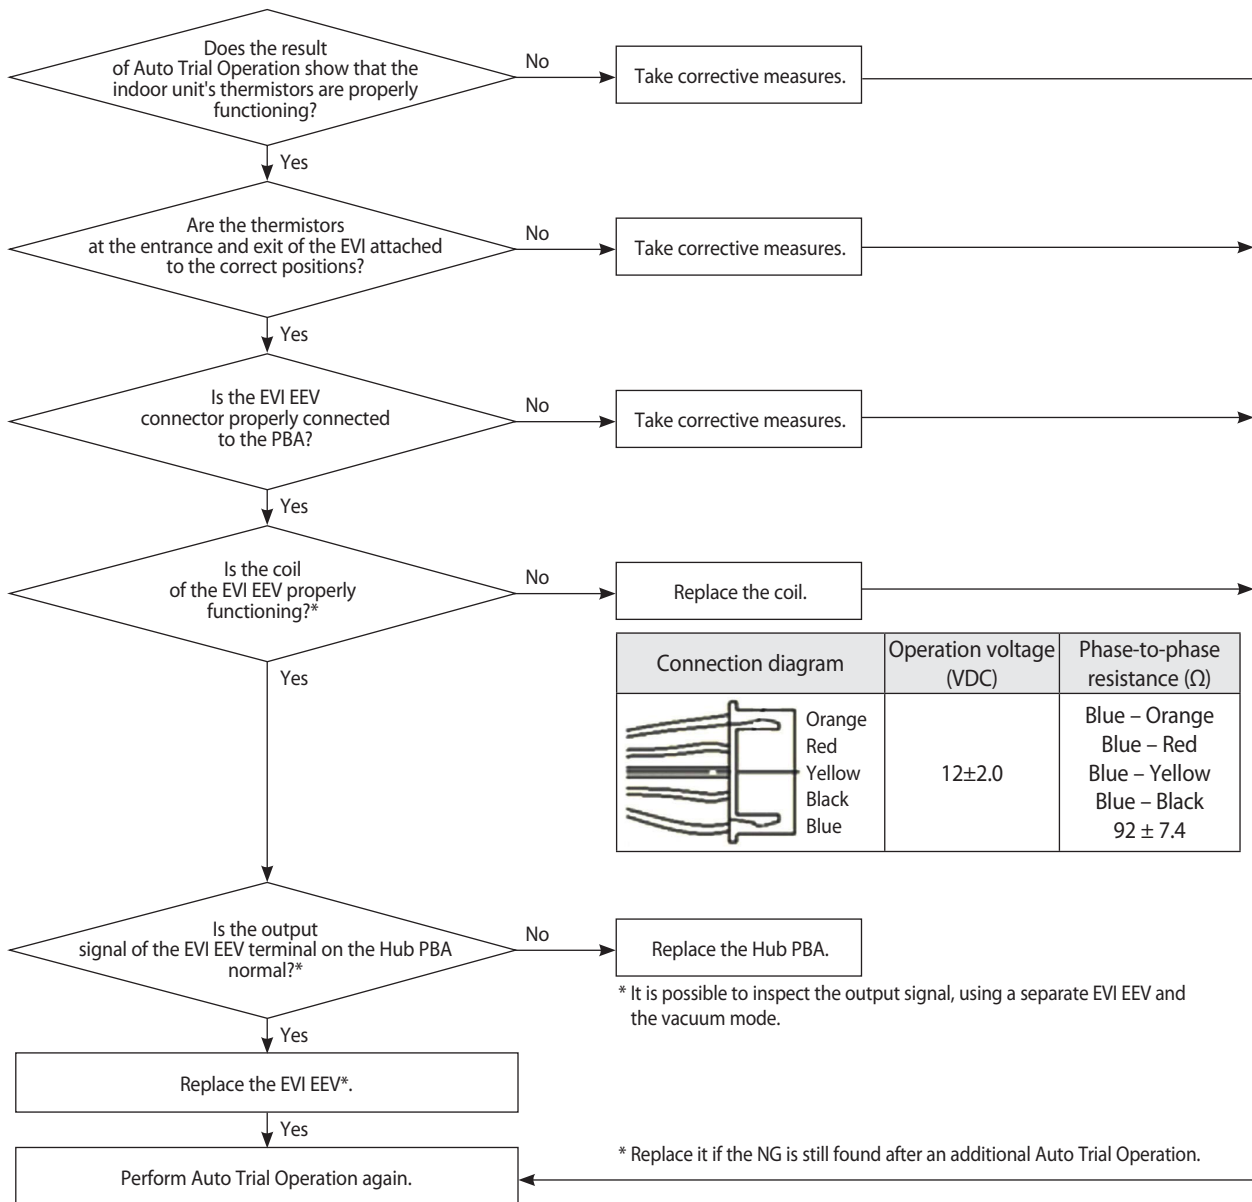 Does the result
of Auto Trial Operation show that the
indoor unit's thermistors are properly
functioning?
No
Take corrective measures.
Yes
Are the thermistors
at the entrance and exit of the EVI attached
to the correct positions?
No
Take corrective measures.
Yes
Is the EVI EEV
connector properly connected
to the PBA?
No
Take corrective measures.
Yes
Is the coil
of the EVI EEV properly
functioning?*
No
Replace the coil.
Yes
Connection diagram
Operation voltage
(VDC)
Phase-to-phase
resistance (Ω)
Orange
Red
Yellow
Black
Blue
12±2.0
Blue – Orange
Blue – Red
Blue – Yellow
Blue – Black
92 ± 7.4
Is the output
signal of the EVI EEV terminal on the Hub PBA
normal?*
No
Replace the Hub PBA.
* It is possible to inspect the output signal, using a separate EVI EEV and
the vacuum mode.
Yes
Replace the EVI EEV*.
Yes
* Replace it if the NG is still found after an additional Auto Trial Operation.
Perform Auto Trial Operation again.